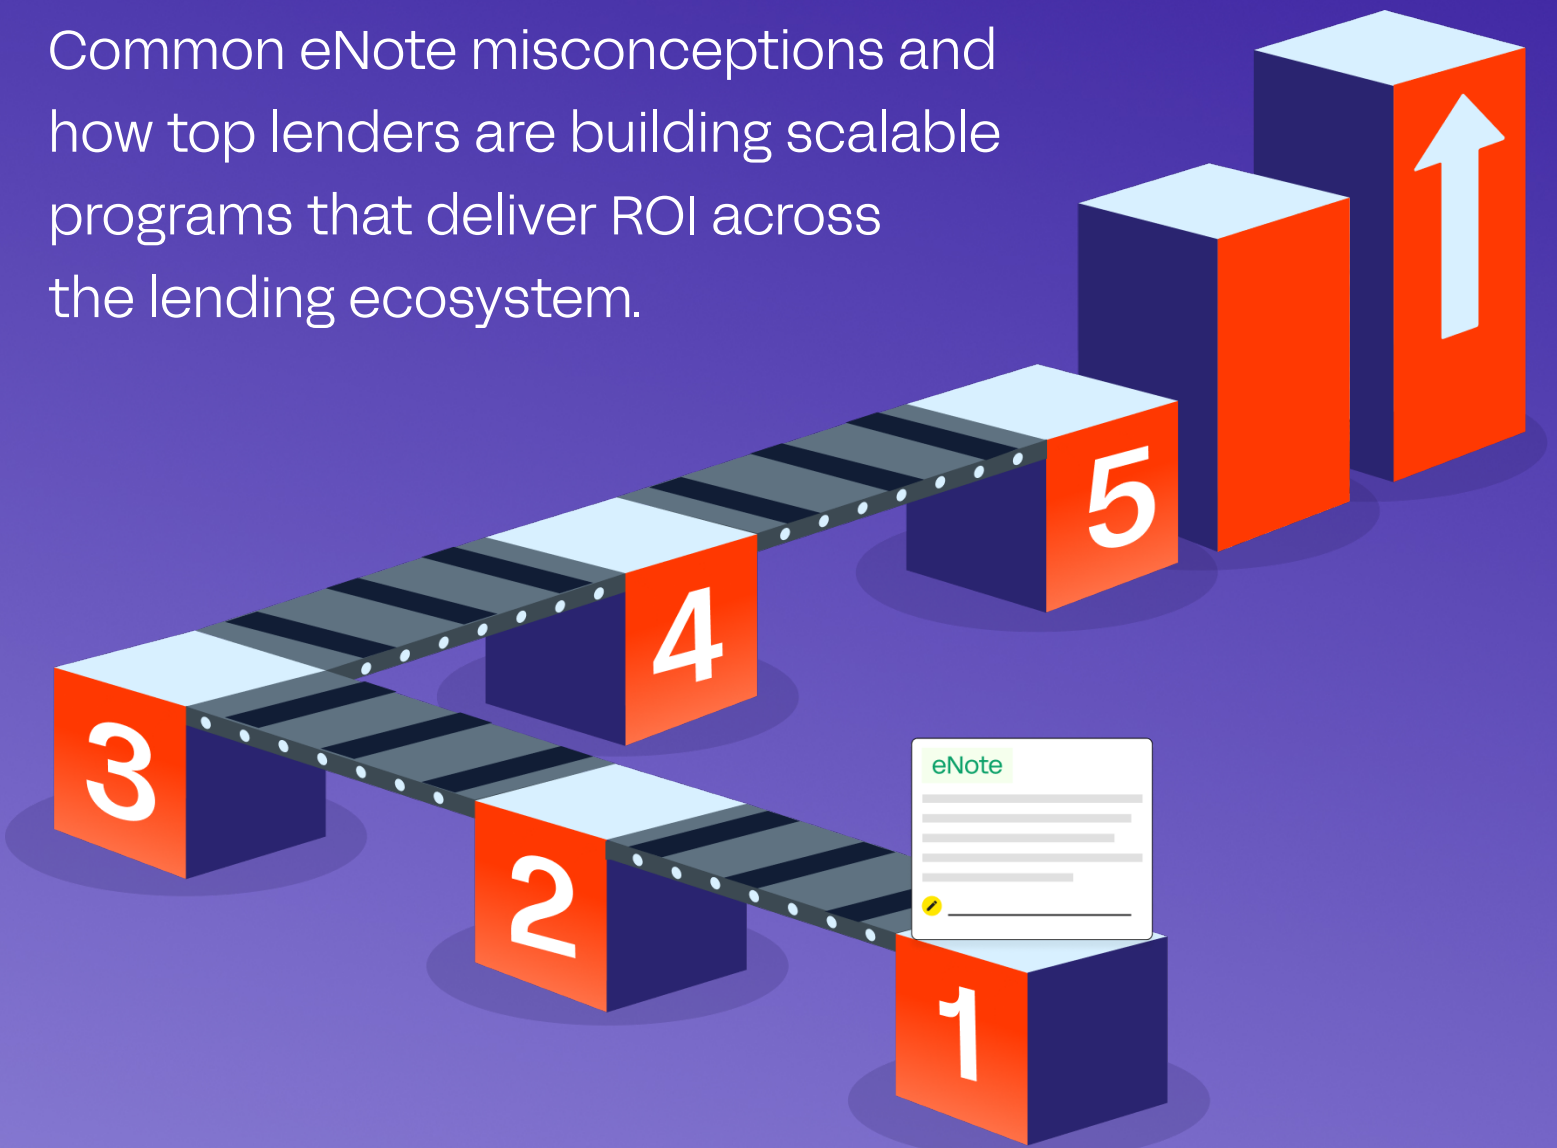 Common eNote misconceptions and
how top lenders are building scalable
programs that deliver ROI across
the lending ecosystem.
5
4
3
eNote
2
1